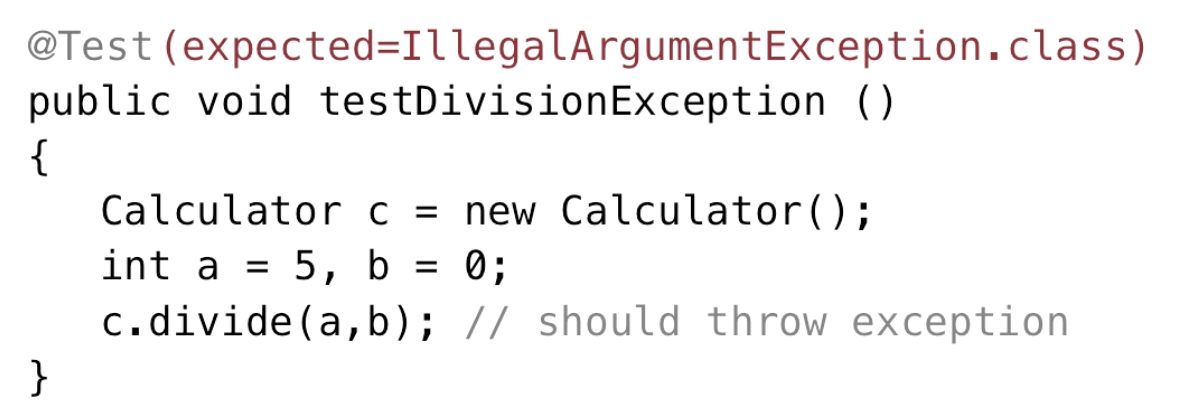 @Test(expected=IllegalArgumentException.class)
public void testDivisionException ()
{
Calculator c = new Calculator();
int a = 5, b = 0;
c.divide(a,b); // should throw exception
}